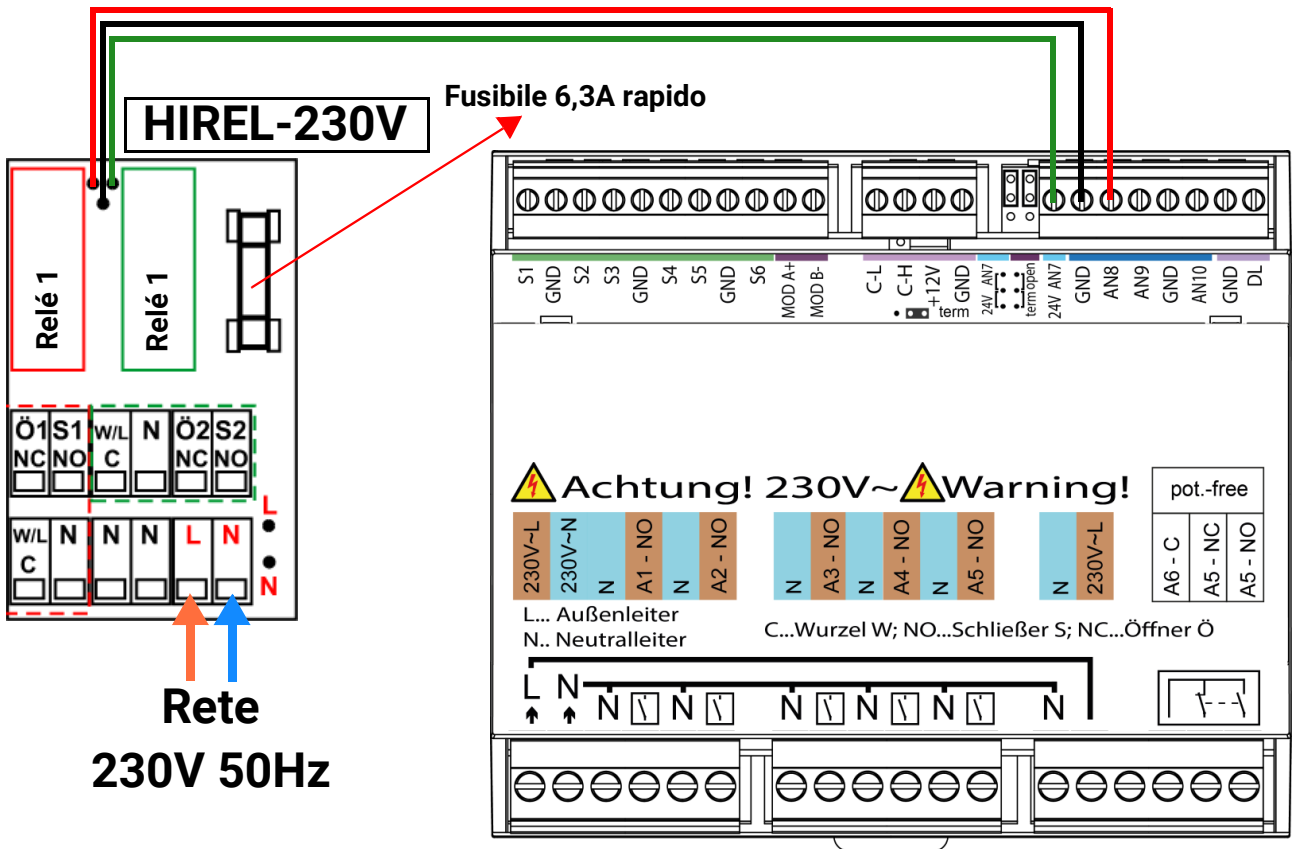 Fusibile 6,3A rapido
HIREL-230V
Relé 1
Relé 1
Ö1 S1 W/L N Ö2 S2
NC NO C NC NO
L
W/L N N N L N
C
N
Rete
230V 50Hz
S1 GND S2 S3 GND S4 S5 GND S6 MOD A+ MOD B- C-L C-H +12V GND 24V AN7 term open 24V AN7 GND AN8 AN9 GND AN10 GND DL
term
Achtung! 230V~ Warning!
pot.-free
230V~L 230V~N N A1 - NO N A2 - NO N A3 - NO N A4 - NO N A5 - NO N 230V~L A6 - C A5 - NC A5 - NO
L... Außenleiter
N.. Neutralleiter
C...Wurzel W; NO...Schließer S; NC...Öffner Ö
L N N N N N N N